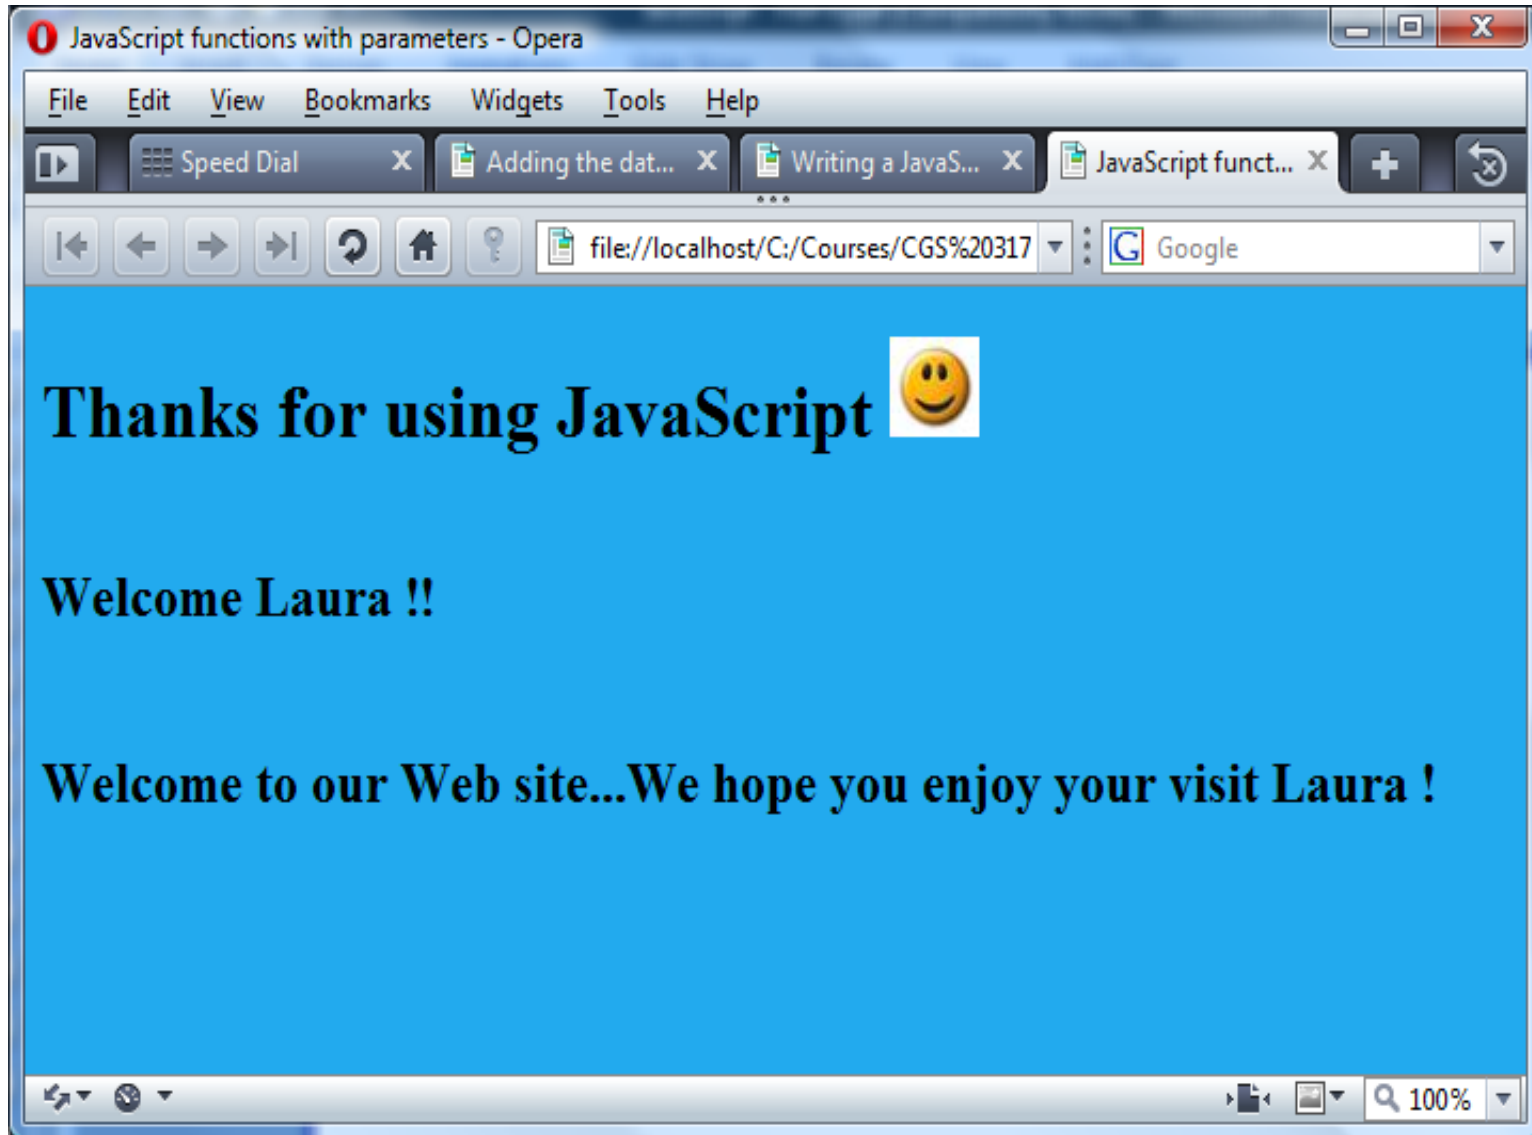 JavaScript functions with parameters - Opera
File Edit View Bookmarks Widgets Tools Help
Speed Dial Adding the dat... Writing a JavaS... JavaScript funct...
file://localhost/C:/Courses/CGS%20317 Google
Thanks for using JavaScript
Welcome Laura !!
Welcome to our Web site...We hope you enjoy your visit Laura !
100%